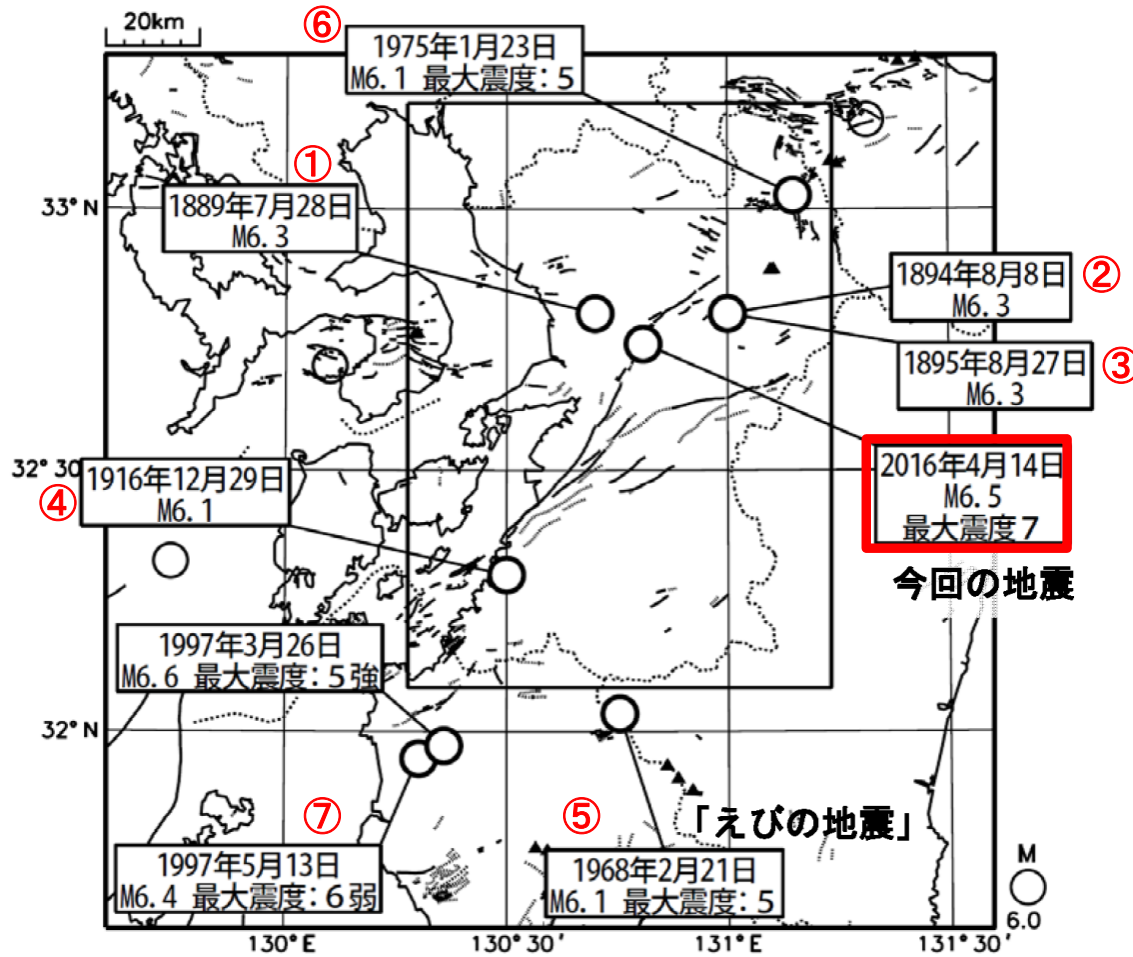 20km
⑥
1975年1月23日
M6.1 最大震度:5
①
1889年7月28日
M6.3
33°N
1894年8月8日
M6.3
②
1895年8月27日
M6.3
③
32°30'
1916年12月29日
M6.1
④
2016年4月14日
M6.5
最大震度7
今回の地震
1997年3月26日
M6.6 最大震度:5強
32°N
⑦
1997年5月13日
M6.4 最大震度:6弱
⑤
「えびの地震」
1968年2月21日
M6.1 最大震度:5
M
6.0
130°E
130°30'
131°E
131°30'